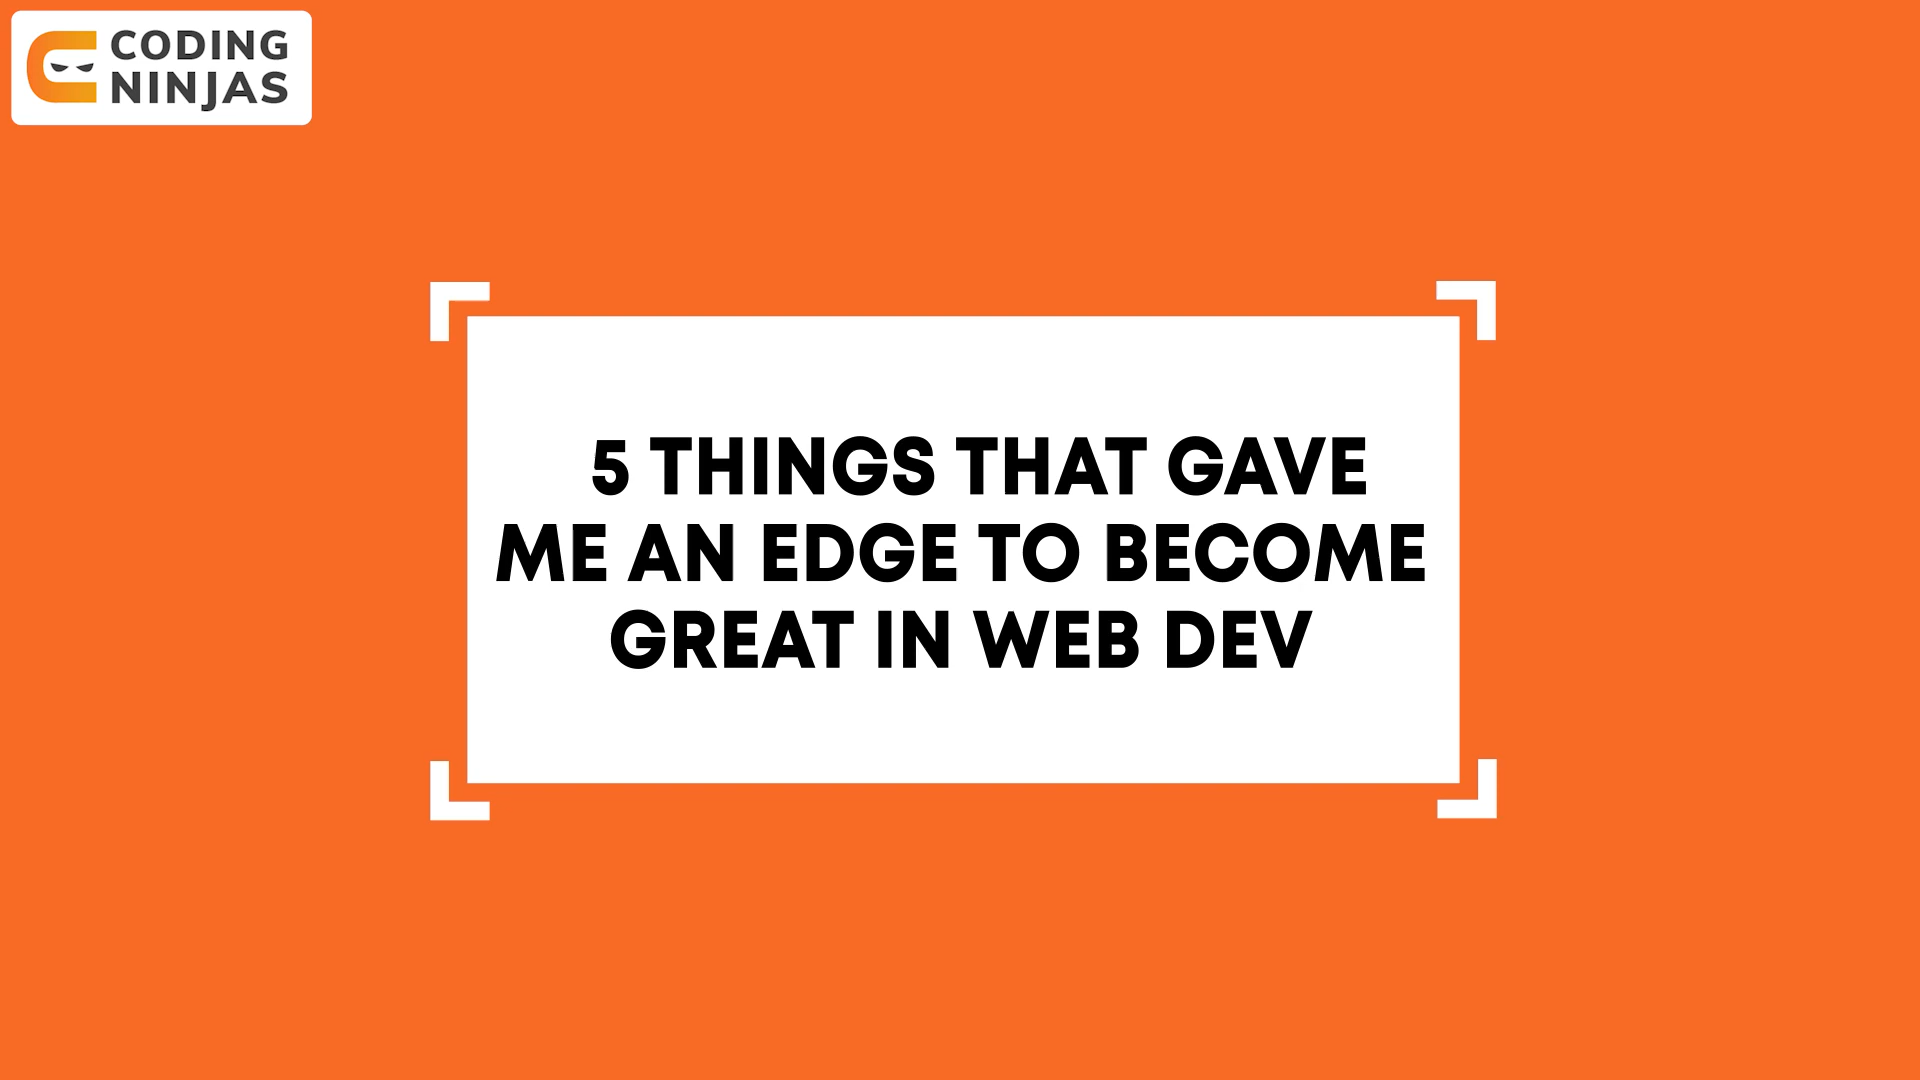 CODING
NINJAS
5 THINGS THAT GAVE
ME AN EDGE TO BECOME
GREAT IN WEB DEV